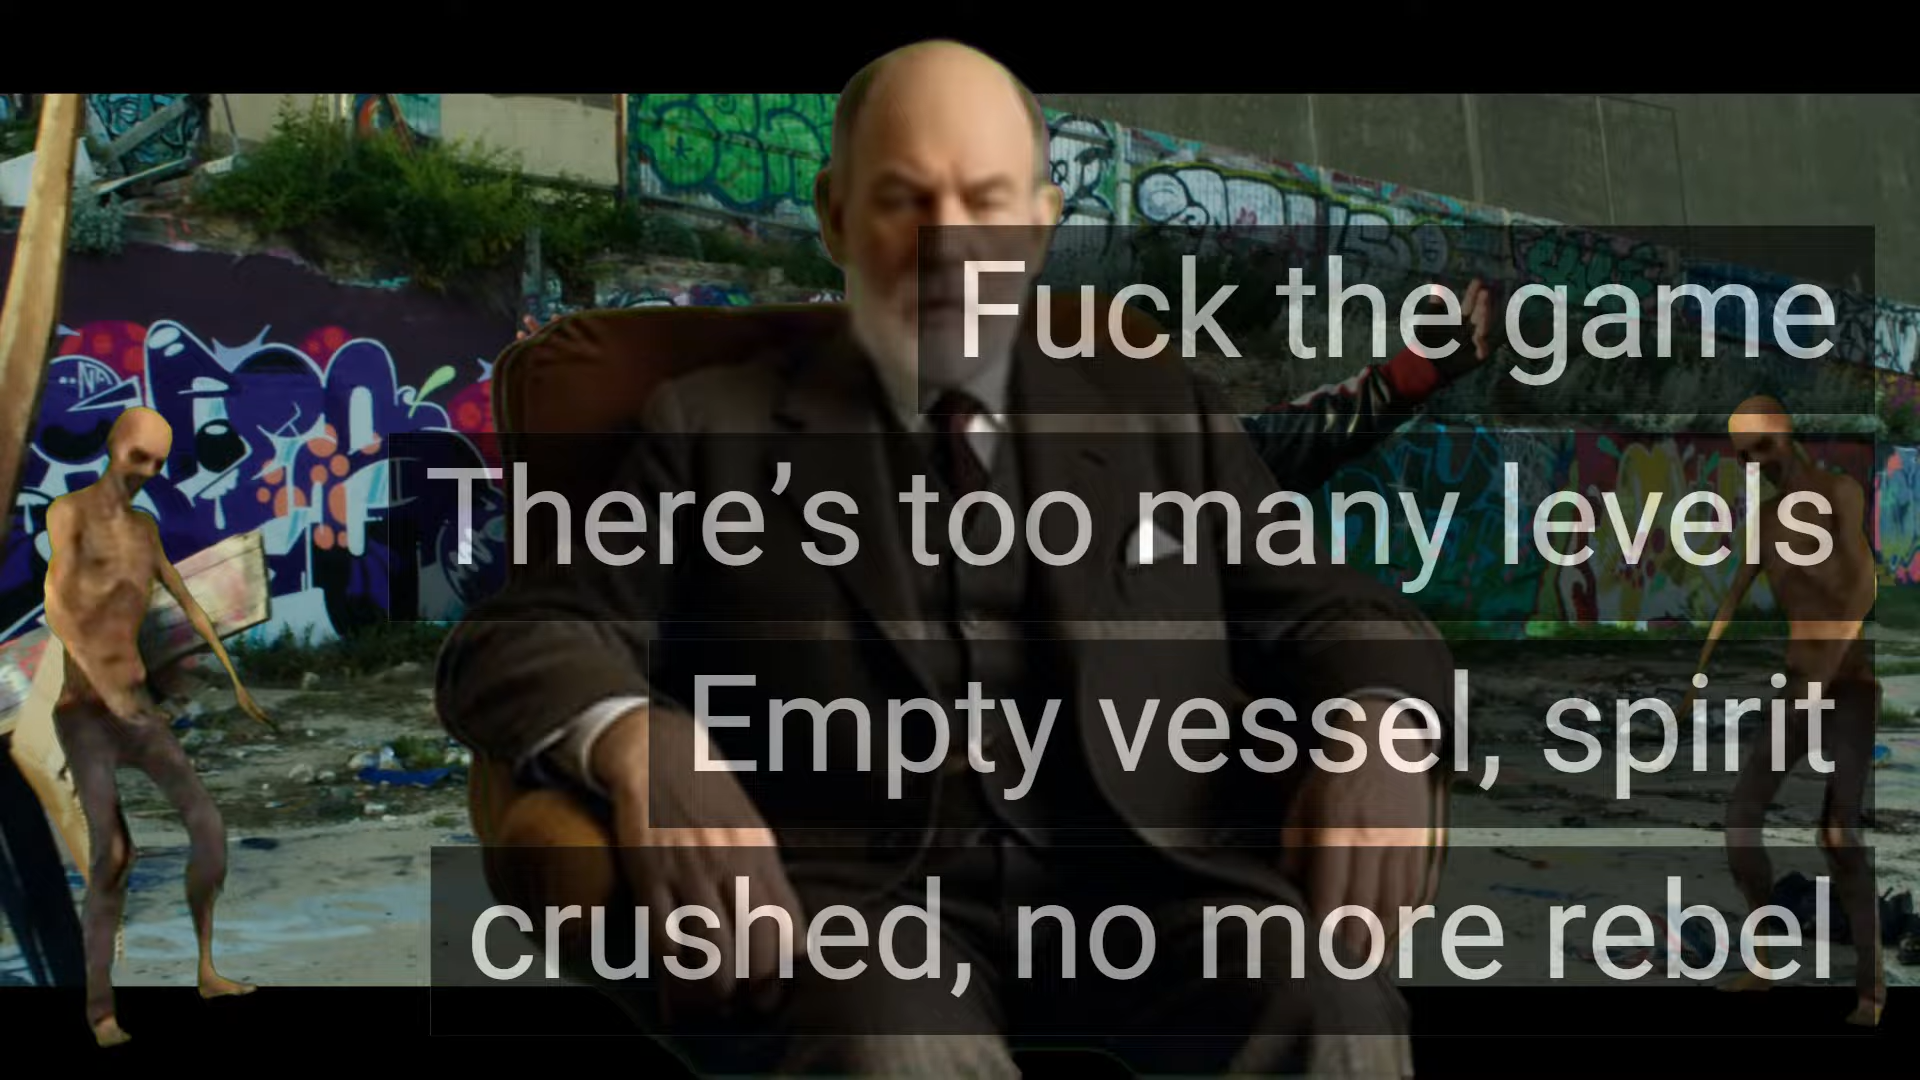 Fuck the game
There’s too many levels
Empty vessel, spirit
crushed, no more rebel